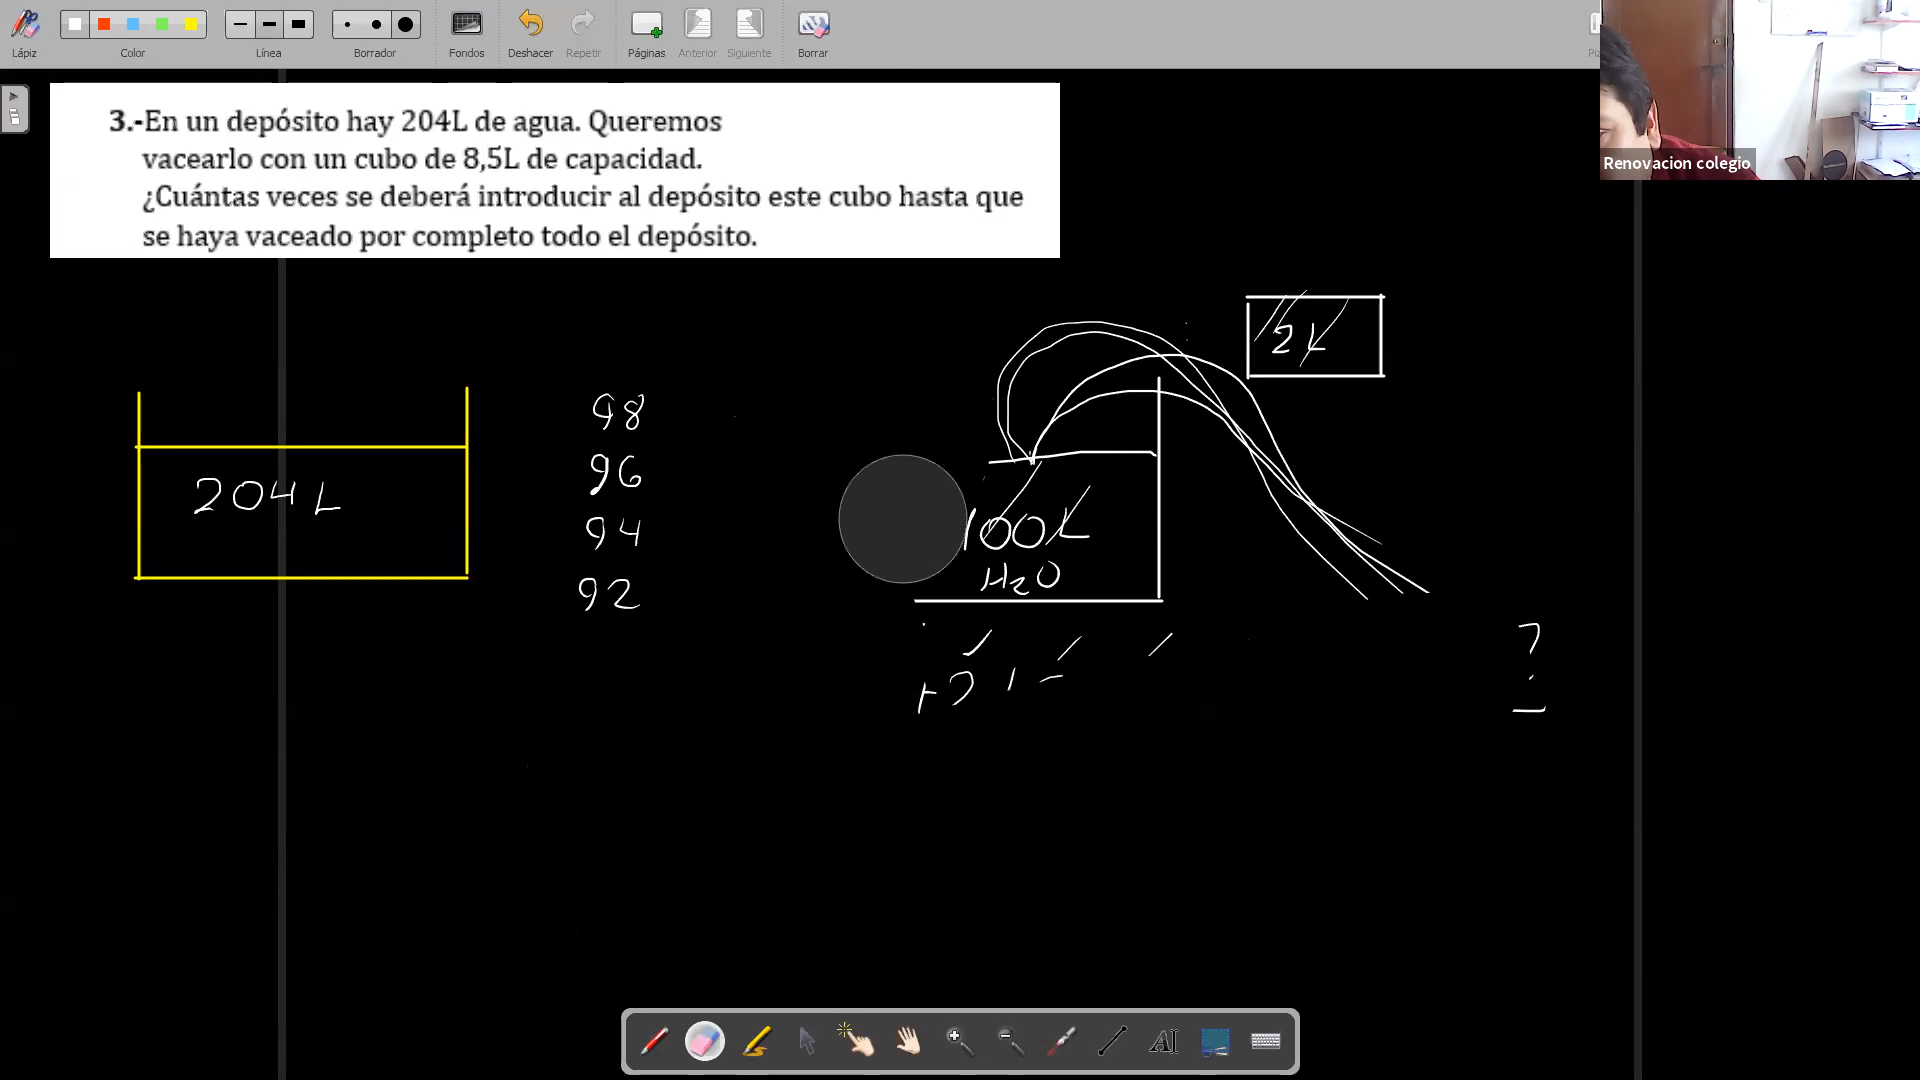 Lápiz
Color
Línea
Borrador
Fondos
Deshacer
Repetir
Páginas
Anterior
Siguiente
Borrar
Renovacion colegio
3.-En un depósito hay 204L de agua. Queremos
vacearlo con un cubo de 8,5L de capacidad.
¿Cuántas veces se deberá introducir al depósito este cubo hasta que
se haya vaceado por completo todo el depósito.
2L
98
96
204 L
94
100L
H2O
92
?